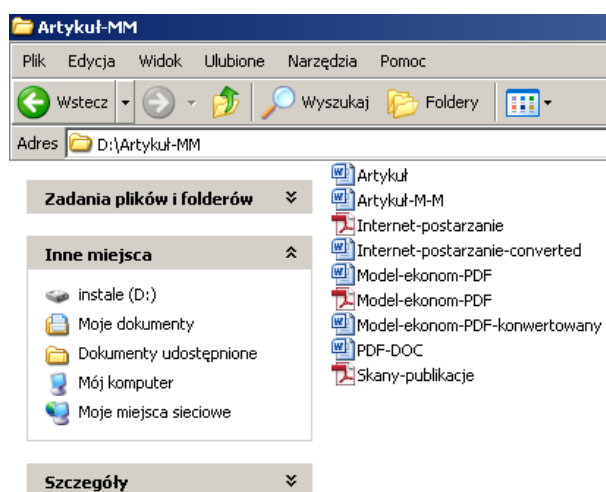 Artykuł-MM
Plik Edycja Widok Ulubione Narzędzia Pomoc
Wstecz Wyszukaj Foldery
Adres D:\Artykuł-MM
Zadania plików i folderów
Inne miejsca
instale (D:)
Moje dokumenty
Dokumenty udostępnione
Mój komputer
Moje miejsca sieciowe
Szczegóły
Artykuł
Artykuł-M-M
Internet-postarzanie
Internet-postarzanie-converted
Model-ekonom-PDF
Model-ekonom-PDF
Model-ekonom-PDF-konwertowany
PDF-DOC
Skany-publikacje